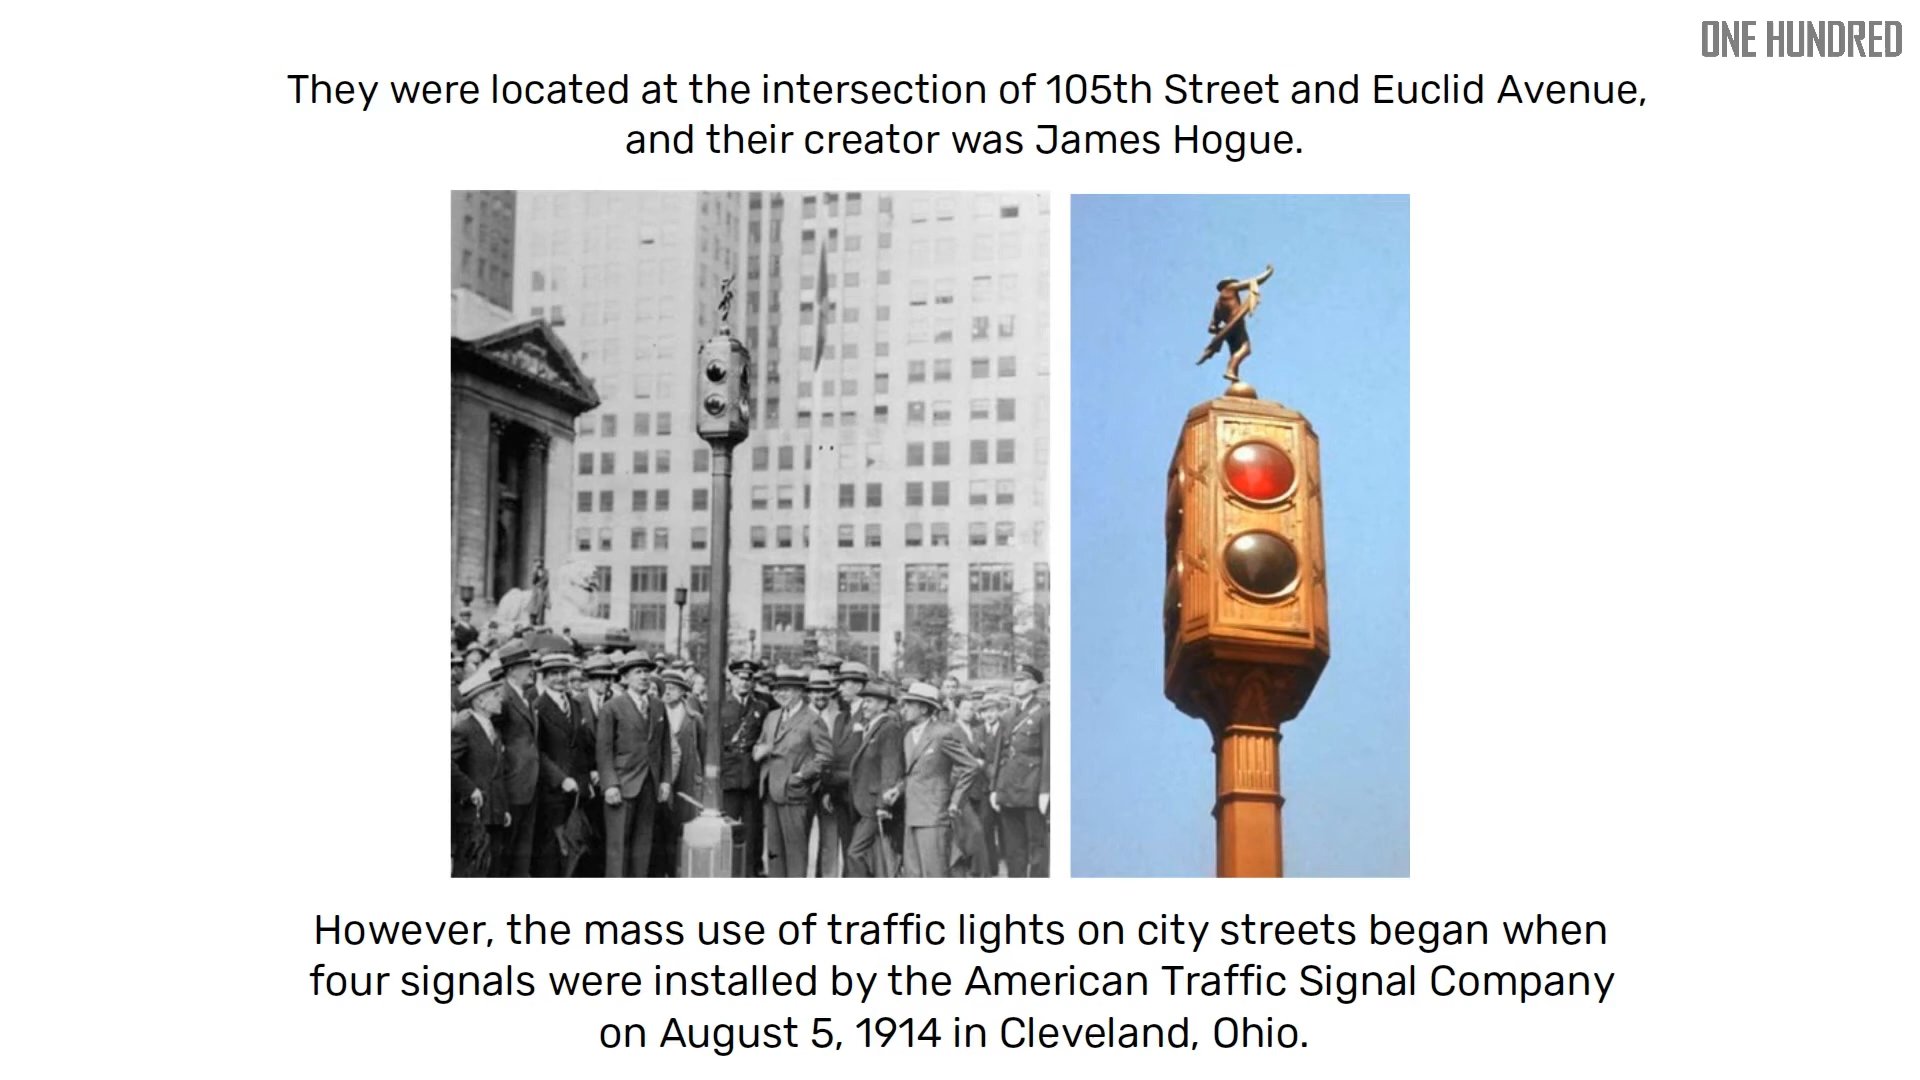 ONE HUNDRED
They were located at the intersection of 105th Street and Euclid Avenue,
and their creator was James Hogue.
However, the mass use of traffic lights on city streets began when
four signals were installed by the American Traffic Signal Company
on August 5, 1914 in Cleveland, Ohio.